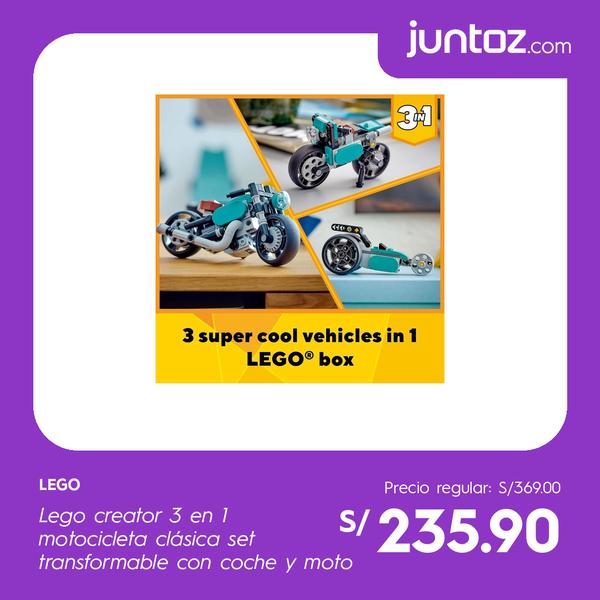 juntoz.com
3 IN 1
3 super cool vehicles in 1
LEGO® box
LEGO
Precio regular: S/369.00
Lego creator 3 en 1
motocicleta clásica set
transformable con coche y moto
S/ 235.90